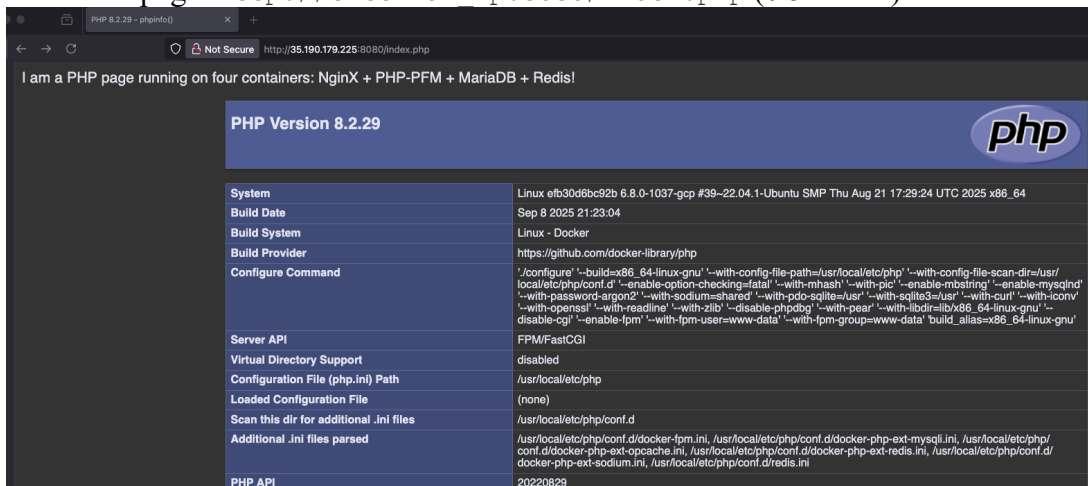 PHP 8.2.29 - phpinfo()
Not Secure http://35.190.179.225:8080/index.php
I am a PHP page running on four containers: NginX + PHP-PFM + MariaDB + Redis!
PHP Version 8.2.29
php
System Linux efb30d6bc92b 6.8.0-1037-gcp #39~22.04.1-Ubuntu SMP Thu Aug 21 17:29:24 UTC 2025 x86_64
Build Date Sep 8 2025 21:23:04
Build System Linux - Docker
Build Provider https://github.com/docker-library/php
Configure Command './configure' '--build=x86_64-linux-gnu' '--with-config-file-path=/usr/local/etc/php' '--with-config-file-scan-dir=/usr/
local/etc/php/conf.d' '--enable-option-checking=fatal' '--with-mhash' '--with-pic' '--enable-mbstring' '--enable-mysqlnd'
'--with-password-argon2' '--with-sodium=shared' '--with-pdo-sqlite=/usr' '--with-sqlite3=/usr' '--with-curl' '--with-iconv'
'--with-openssl' '--with-readline' '--with-zlib' '--disable-phpdbg' '--with-pear' '--with-libdir=lib/x86_64-linux-gnu' '--
disable-cgi' '--enable-fpm' '--with-fpm-user=www-data' '--with-fpm-group=www-data' 'build_alias=x86_64-linux-gnu'
Server API FPM/FastCGI
Virtual Directory Support disabled
Configuration File (php.ini) Path /usr/local/etc/php
Loaded Configuration File (none)
Scan this dir for additional .ini files /usr/local/etc/php/conf.d
Additional .ini files parsed /usr/local/etc/php/conf.d/docker-fpm.ini, /usr/local/etc/php/conf.d/docker-php-ext-mysqli.ini, /usr/local/etc/php/
conf.d/docker-php-ext-opcache.ini, /usr/local/etc/php/conf.d/docker-php-ext-redis.ini, /usr/local/etc/php/conf.d/
docker-php-ext-sodium.ini, /usr/local/etc/php/conf.d/redis.ini
PHP API 20220829